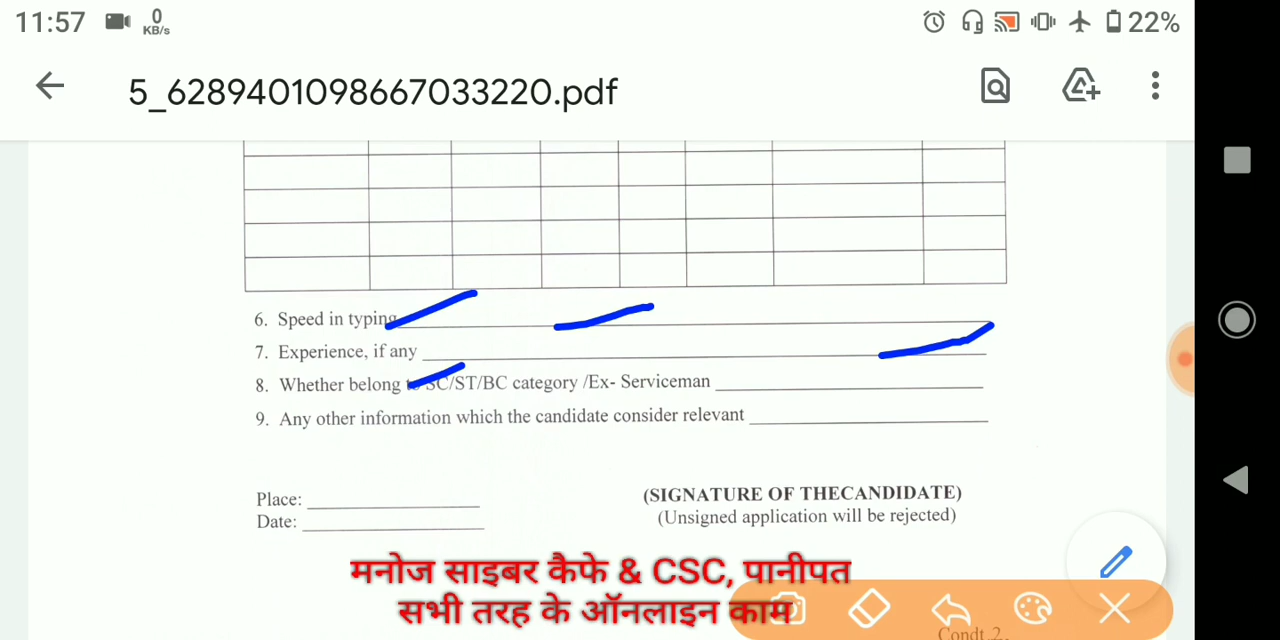 11:57 0 KB/s 22%
5_6289401098667033220.pdf
6. Speed in typing
7. Experience, if any
8. Whether belong to SC/ST/BC category /Ex- Serviceman
9. Any other information which the candidate consider relevant
Place:
(SIGNATURE OF THECANDIDATE)
Date:
(Unsigned application will be rejected)
मनोज साइबर कैफे & CSC, पानीपत
सभी तरह के ऑनलाइन काम
Condt 2